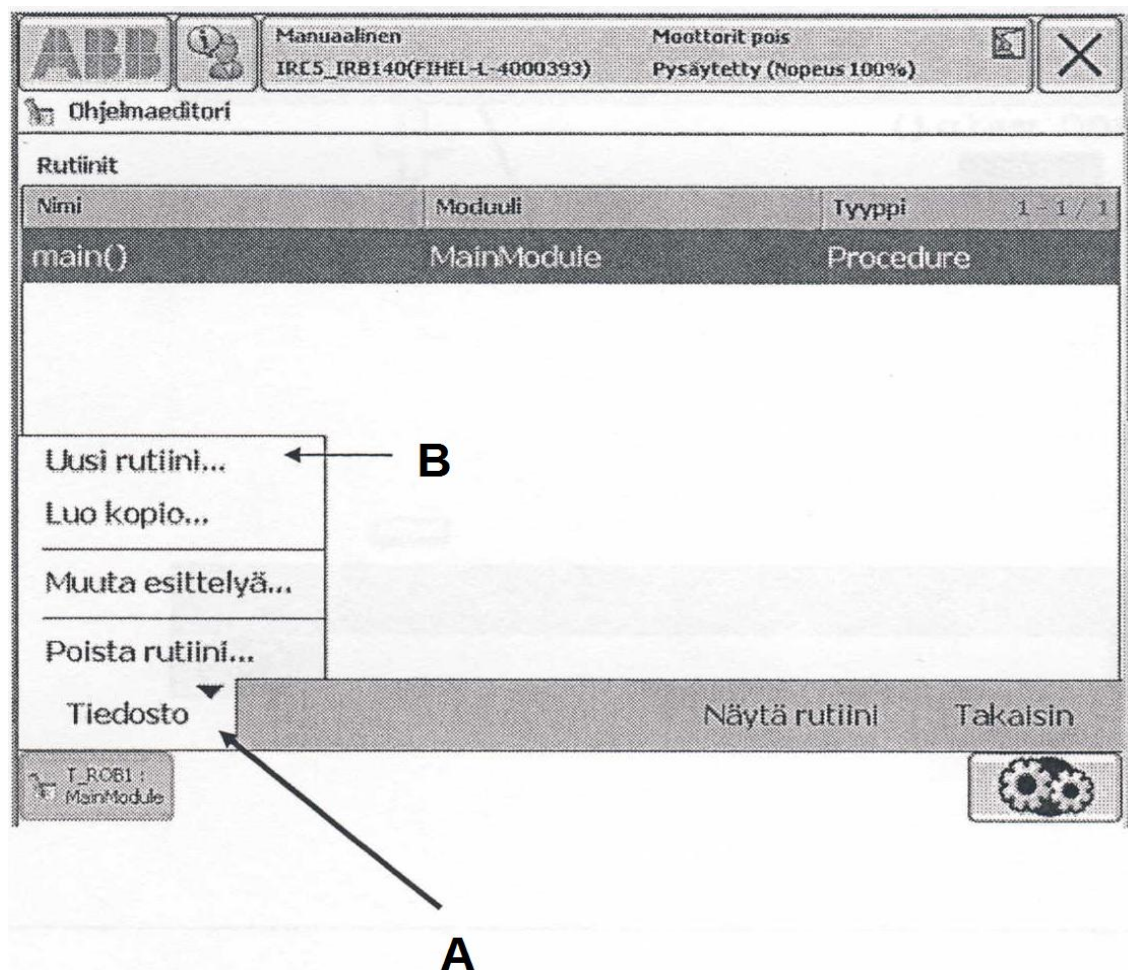 ABB
Manuaalinen
Moottorit pois
IRC5_IRB140(FIHEL-L-4000393)
Pysäytetty (Nopeus 100%)
Ohjelmaeditori
Rutiinit
Nimi Moduuli Tyyppi 1 - 1 / 1
main() MainModule Procedure
Uusi rutiini...
B
Luo kopio...
Muuta esittelyä...
Poista rutiini...
Tiedosto Näytä rutiini Takaisin
T_ROB1 :
MainModule
A